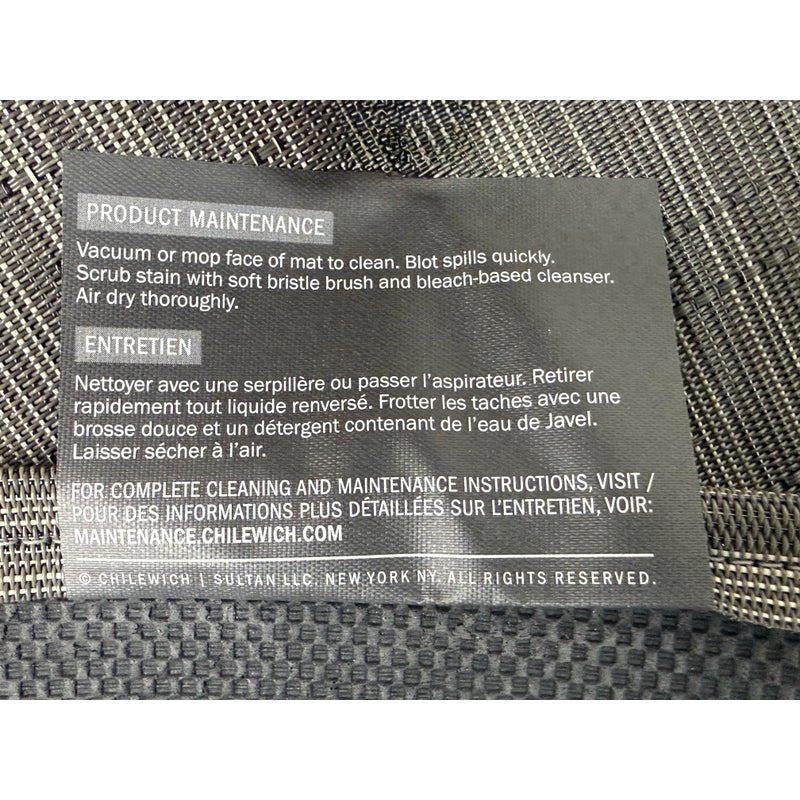 PRODUCT MAINTENANCE
Vacuum or mop face of mat to clean. Blot spills quickly.
Scrub stain with soft bristle brush and bleach-based cleanser.
Air dry thoroughly.
ENTRETIEN
Nettoyer avec une serpillère ou passer l'aspirateur. Retirer
rapidement tout liquide renversé. Frotter les taches avec une
brosse douce et un détergent contenant de l'eau de Javel.
Laisser sécher à l'air.
FOR COMPLETE CLEANING AND MAINTENANCE INSTRUCTIONS, VISIT /
POUR DES INFORMATIONS PLUS DÉTAILLÉES SUR L'ENTRETIEN, VOIR:
MAINTENANCE.CHILEWICH.COM
© CHILEWICH | SULTAN LLC, NEW YORK NY. ALL RIGHTS RESERVED.